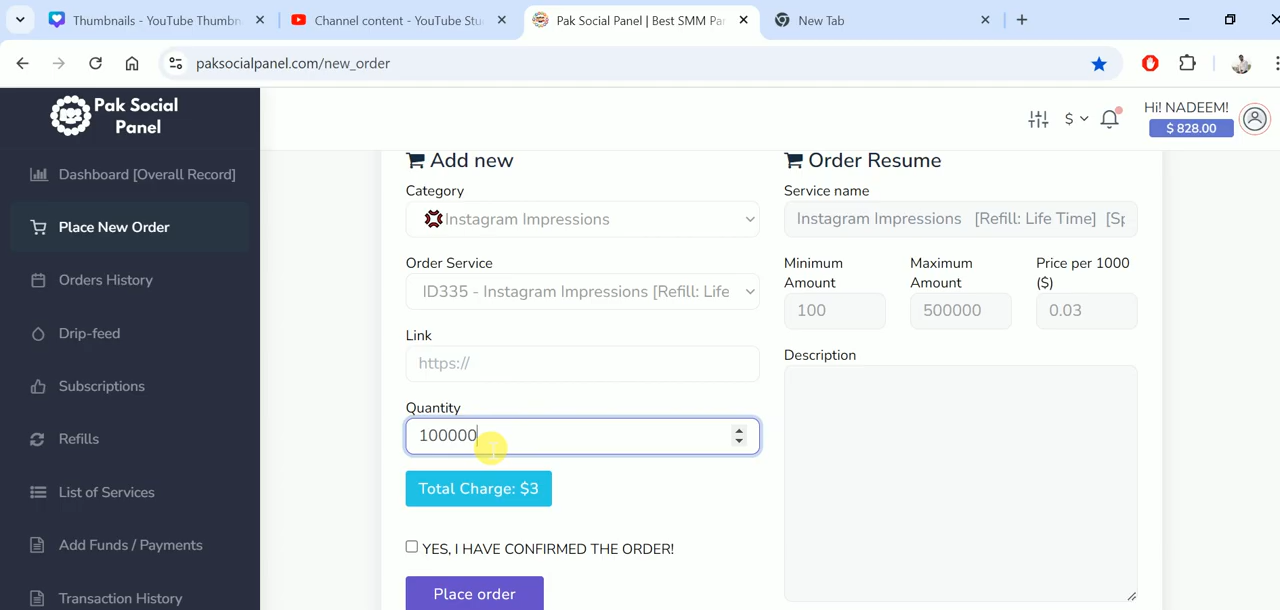 Thumbnails - YouTube Thumbn
Channel content - YouTube Stu
Pak Social Panel | Best SMM Pa
New Tab
paksocialpanel.com/new_order
Pak Social
Panel
$
Hi! NADEEM!
$ 828.00
Dashboard [Overall Record]
Place New Order
Orders History
Drip-feed
Subscriptions
Refills
List of Services
Add Funds / Payments
Transaction History
Add new
Category
Instagram Impressions
Order Service
ID335 - Instagram Impressions [Refill: Life
Link
https://
Quantity
100000
Total Charge: $3
YES, I HAVE CONFIRMED THE ORDER!
Place order
Order Resume
Service name
Instagram Impressions [Refill: Life Time] [Sp
Minimum
Amount
Maximum
Amount
Price per 1000
($)
100
500000
0.03
Description